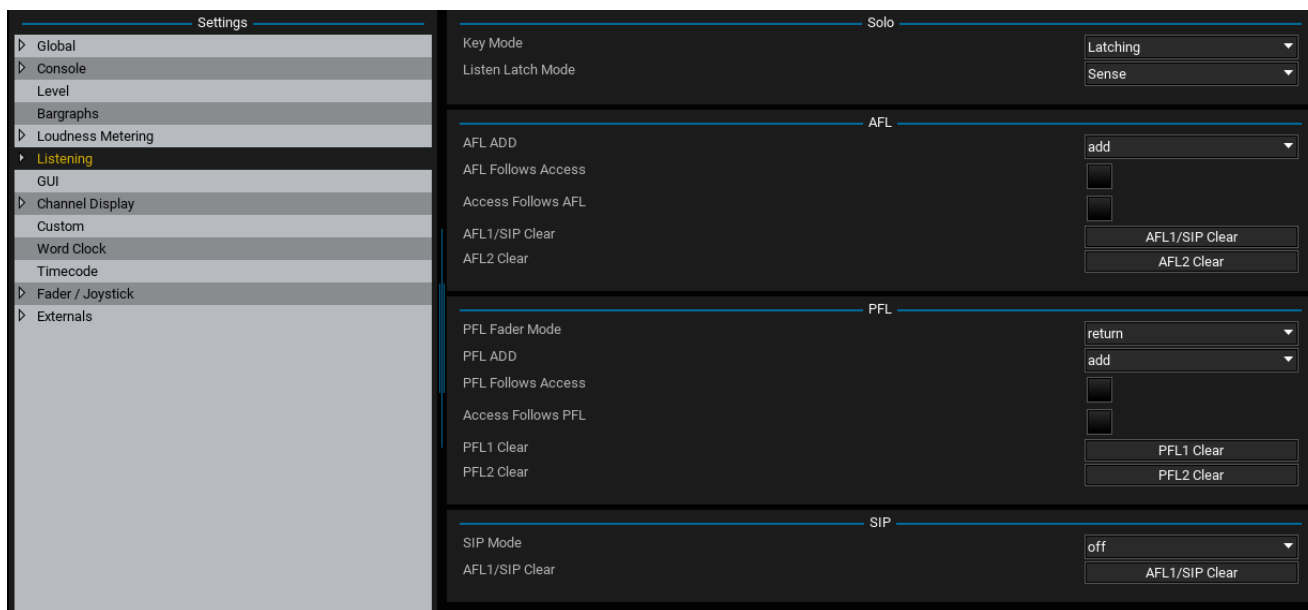 Settings
Global
Console
Level
Bargraphs
Loudness Metering
Listening
GUI
Channel Display
Custom
Word Clock
Timecode
Fader / Joystick
Externals
Solo
Key Mode Latching
Listen Latch Mode Sense
AFL
AFL ADD add
AFL Follows Access
Access Follows AFL
AFL1/SIP Clear AFL1/SIP Clear
AFL2 Clear AFL2 Clear
PFL
PFL Fader Mode return
PFL ADD add
PFL Follows Access
Access Follows PFL
PFL1 Clear PFL1 Clear
PFL2 Clear PFL2 Clear
SIP
SIP Mode off
AFL1/SIP Clear AFL1/SIP Clear